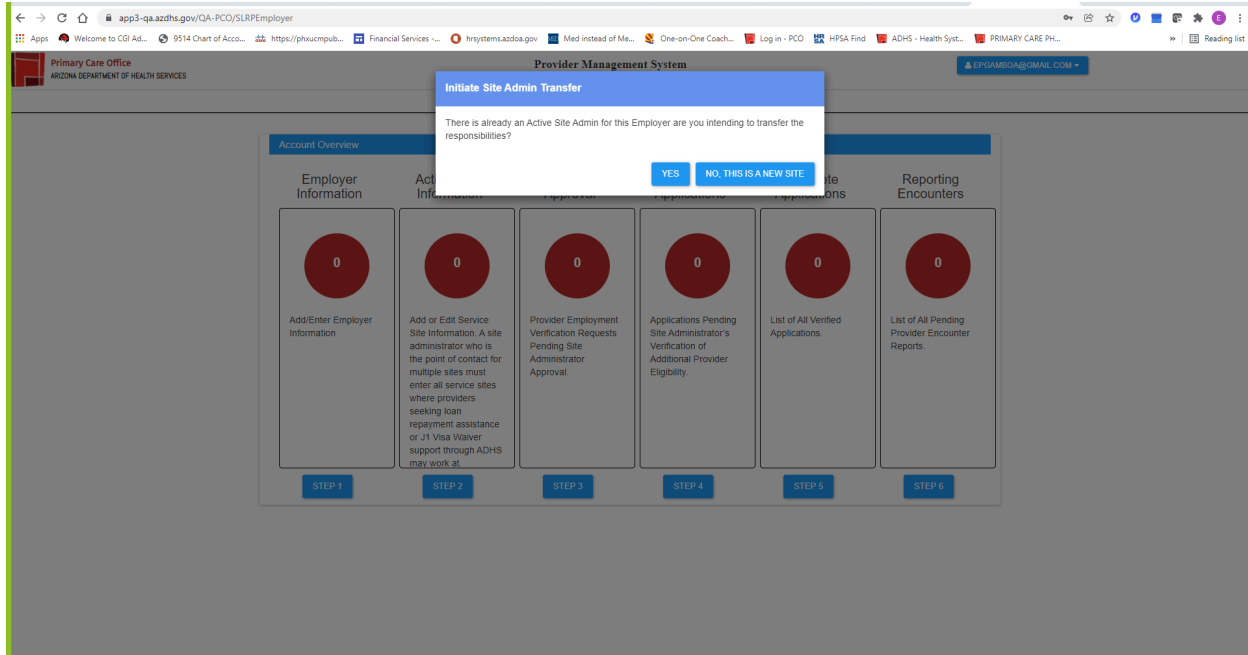 app3-qa.azdhs.gov/QA-PCO/SLRPEmployer
E
Apps Welcome to CGI Ad... 9514 Chart of Acco... https://phxucmpub... Financial Services -... hrsystems.azdoa.gov Med instead of Me... One-on-One Coach... Log in - PCO HPSA Find ADHS - Health Syst... PRIMARY CARE PH... » Reading list
Primary Care Office
ARIZONA DEPARTMENT OF HEALTH SERVICES
Provider Management System
EPGAMBOA@GMAIL.COM
Initiate Site Admin Transfer
There is already an Active Site Admin for this Employer are you intending to transfer the
responsibilities?
YES NO, THIS IS A NEW SITE
Account Overview
Employer
Information
Reporting
Encounters
0 0 0 0 0 0
Add/Enter Employer
Information
Add or Edit Service
Site Information. A site
administrator who is
the point of contact for
multiple sites must
enter all service sites
where providers
seeking loan
repayment assistance
or J1 Visa Waiver
support through ADHS
may work at.
Provider Employment
Verification Requests
Pending Site
Administrator
Approval.
Applications Pending
Site Administrator's
Verification of
Additional Provider
Eligibility.
List of All Verified
Applications.
List of All Pending
Provider Encounter
Reports.
STEP 1 STEP 2 STEP 3 STEP 4 STEP 5 STEP 6